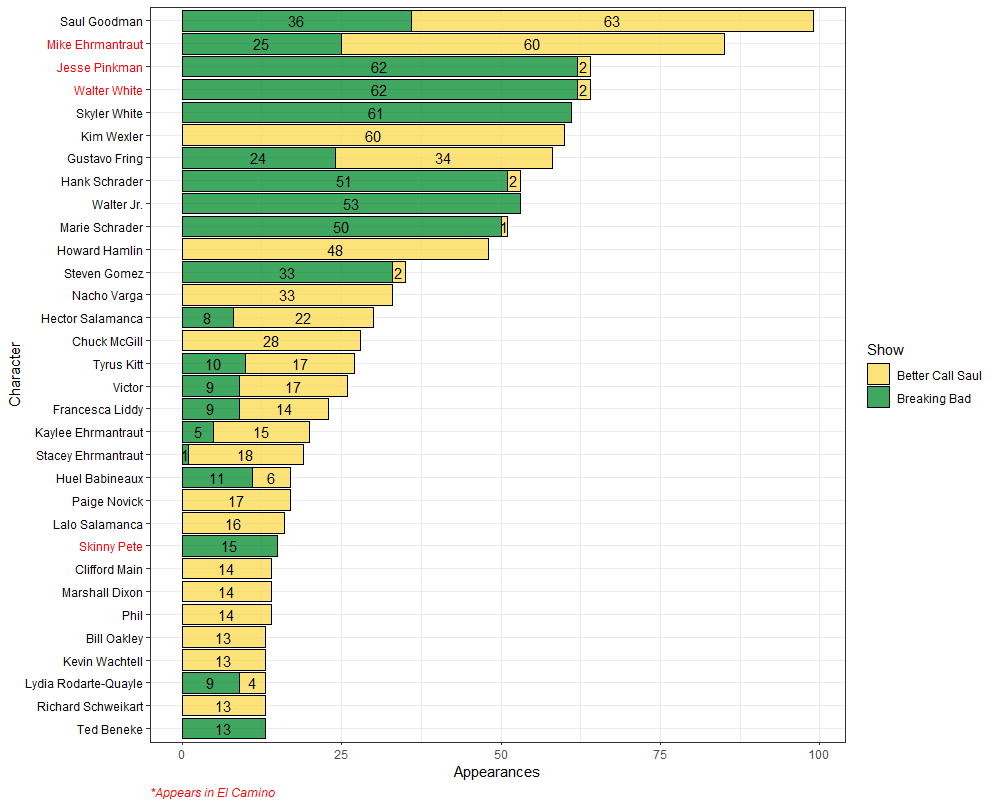 Saul Goodman 36 63
Mike Ehrmantraut 25 60
Jesse Pinkman 62 2
Walter White 62 2
Skyler White 61
Kim Wexler 60
Gustavo Fring 24 34
Hank Schrader 51 2
Walter Jr. 53
Marie Schrader 50 1
Howard Hamlin 48
Steven Gomez 33 2
Nacho Varga 33
Hector Salamanca 8 22
Chuck McGill 28
Tyrus Kitt 10 17
Victor 9 17
Francesca Liddy 9 14
Kaylee Ehrmantraut 5 15
Stacey Ehrmantraut 1 18
Huel Babineaux 11 6
Paige Novick 17
Lalo Salamanca 16
Skinny Pete 15
Clifford Main 14
Marshall Dixon 14
Phil 14
Bill Oakley 13
Kevin Wachtell 13
Lydia Rodarte-Quayle 9 4
Richard Schweikart 13
Ted Beneke 13
Character
0 25 50 75 100
Appearances
*Appears in El Camino
Show
Better Call Saul
Breaking Bad